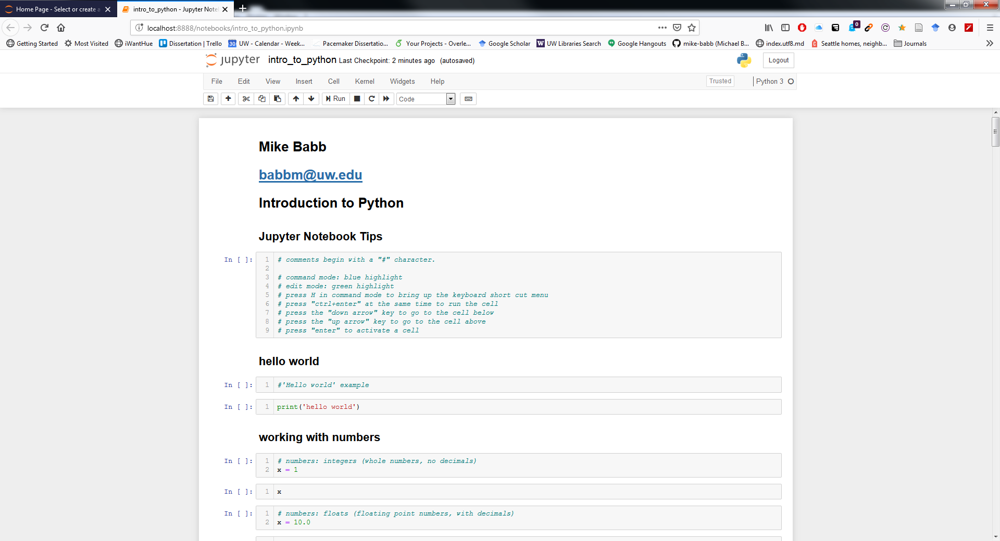 Home Page - Select or create a
intro_to_python - Jupyter Note
localhost:8888/notebooks/intro_to_python.ipynb
0
Getting Started
Most Visited
iWantHue
Dissertation | Trello
30
UW - Calendar - Week...
Pacemaker Dissertatio...
Your Projects - Overle...
Google Scholar
W
UW Libraries Search
Google Hangouts
mike-babb (Michael B...
index.utf8.md
Seattle homes, neighb...
Journals
jupyter
intro_to_python Last Checkpoint: 2 minutes ago (autosaved)
Logout
File Edit View Insert Cell Kernel Widgets Help
Trusted
Python 3
Run
Code
Mike Babb
babbm@uw.edu
Introduction to Python
Jupyter Notebook Tips
In [ ]:
1 # comments begin with a "#" character.
2
3 # command mode: blue highlight
4 # edit mode: green highlight
5 # press H in command mode to bring up the keyboard short cut menu
6 # press "ctrl+enter" at the same time to run the cell
7 # press the "down arrow" key to go to the cell below
8 # press the "up arrow" key to go to the cell above
9 # press "enter" to activate a cell
hello world
In [ ]:
1 #'Hello world' example
In [ ]:
1 print('hello world')
working with numbers
In [ ]:
1 # numbers: integers (whole numbers, no decimals)
2 x = 1
In [ ]:
1 x
In [ ]:
1 # numbers: floats (floating point numbers, with decimals)
2 x = 10.0